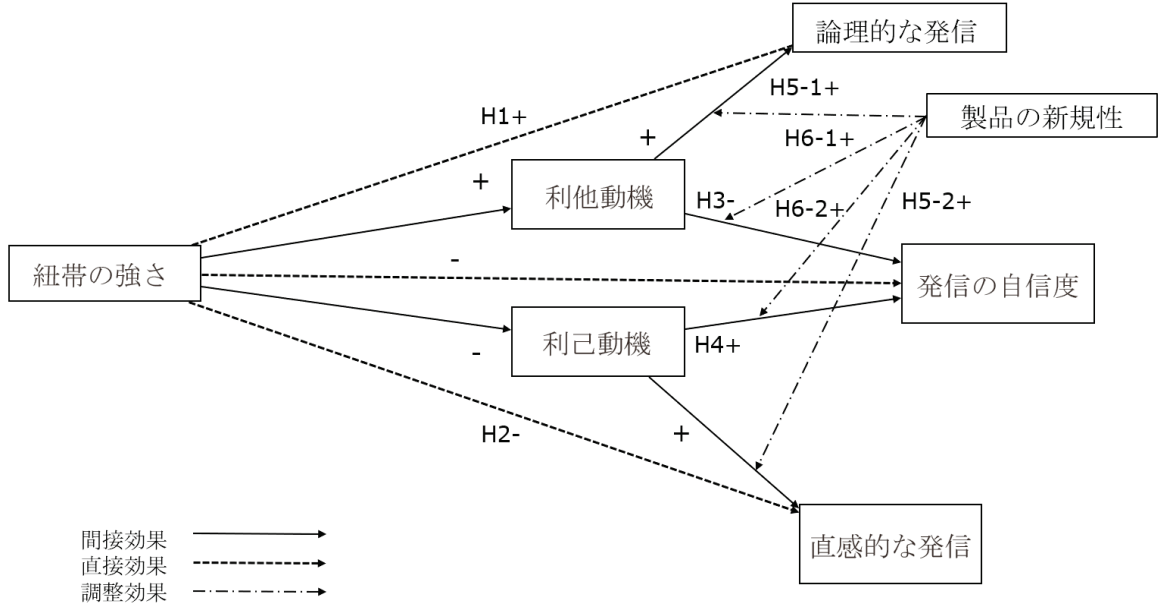 論理的な発信
H5-1+
製品の新規性
H1+
+
H6-1+
+
利他動機
H3-
H6-2+
H5-2+
紐帯の強さ
-
発信の自信度
利己動機
-
H4+
H2-
+
直感的な発信
間接効果
直接効果
調整効果